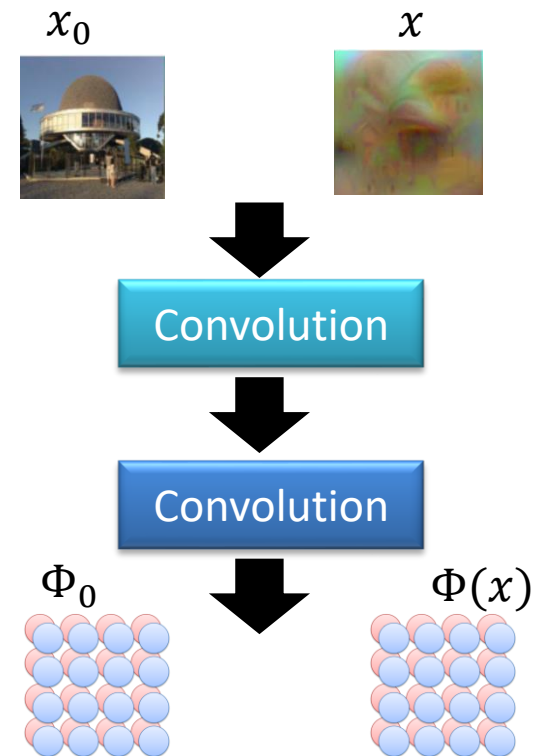 x₀
x
Convolution
Convolution
Φ₀
Φ(x)